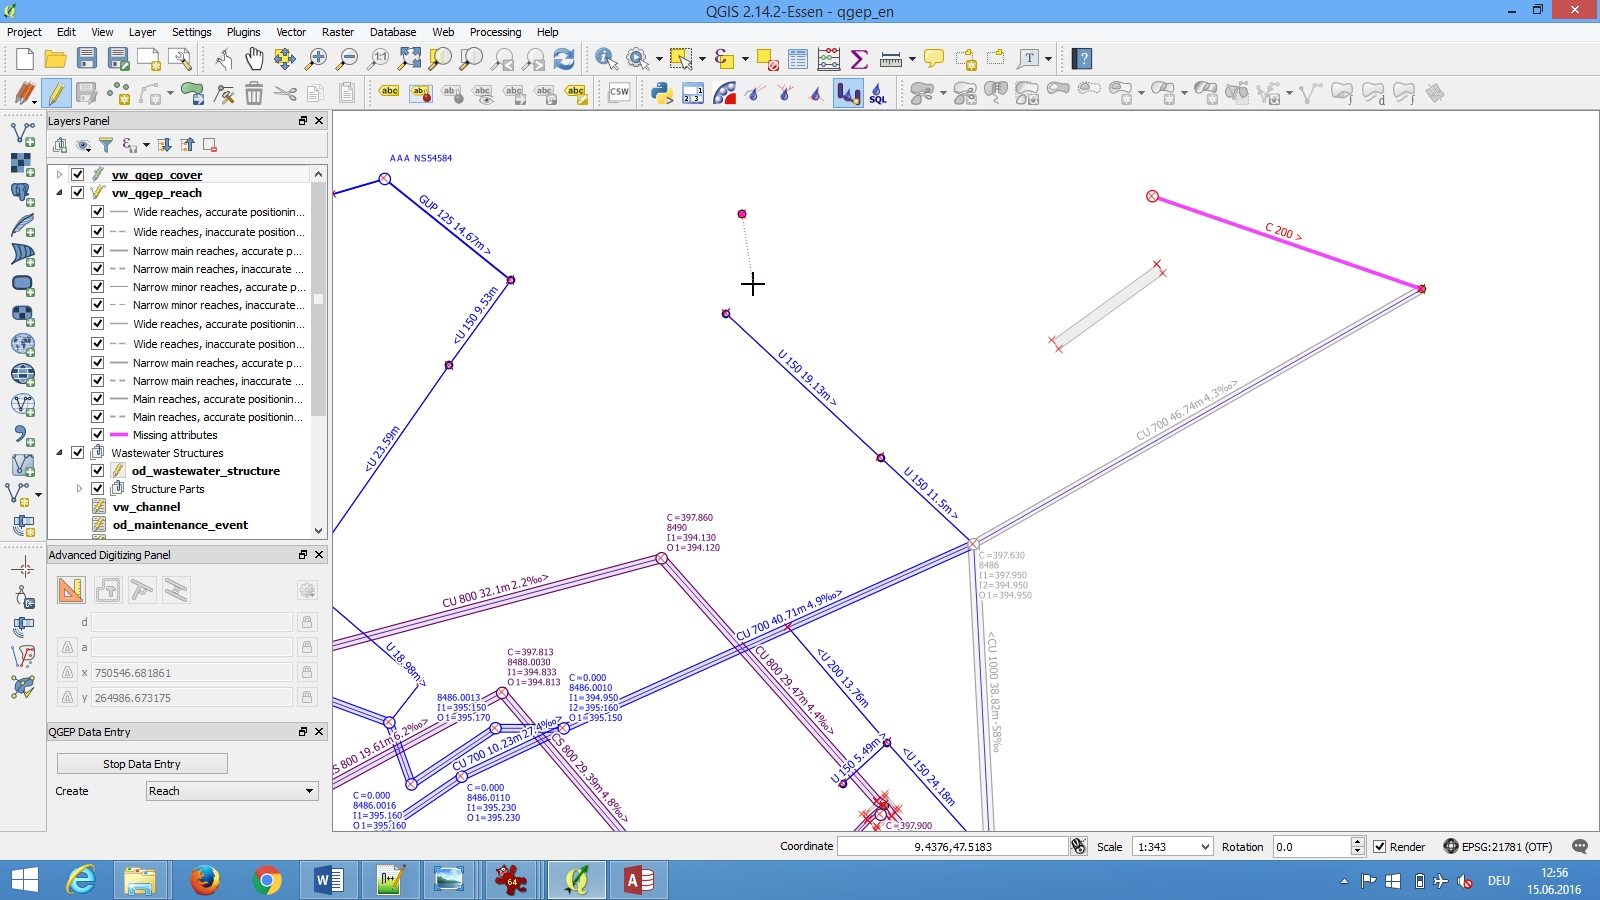 QGIS 2.14.2-Essen - qgep_en
Project Edit View Layer Settings Plugins Vector Raster Database Web Processing Help
CSW
SQL
Layers Panel
vw_qgep_cover
vw_qgep_reach
Wide reaches, accurate positionin...
Wide reaches, inaccurate position...
Narrow main reaches, accurate p...
Narrow main reaches, inaccurate ...
Narrow minor reaches, accurate p...
Narrow minor reaches, inaccurate...
Wide reaches, accurate positionin...
Wide reaches, inaccurate position...
Narrow main reaches, accurate p...
Narrow main reaches, inaccurate ...
Main reaches, accurate positionin...
Main reaches, accurate positionin...
Missing attributes
Wastewater Structures
od_wastewater_structure
Structure Parts
vw_channel
od_maintenance_event
Advanced Digitizing Panel
d
a
x 750546.681861
y 264986.673175
QGEP Data Entry
Stop Data Entry
Create Reach
AAA NS54584
GUP 125 14.67m>
<U 150 9.53m
<U 23.59m
U 150 19.13m>
U 150 11.5m>
C 200 >
CU 700 46.74m 4.3‰>
C=397.860
8490
I1=394.130
O1=394.120
CU 800 32.1m 2.2‰>
C=397.630
8486
I1=397.950
I2=394.950
O1=394.950
CU 700 40.71m 4.9‰>
<CU 1000 38.82m -58‰
U 18.98m>
C=397.813
8488.0030
I1=394.833
O1=394.813
C=0.000
8486.0010
I1=394.950
I2=395.160
O1=395.150
8486.0013
I1=395.150
O1=395.170
CU 800 29.47m 4.4‰>
<U 200 13.76m
S 800 19.61m 6.2‰>
CU 700 10.23m 27.4‰>
CS 800 29.39m 4.8‰>
U 150 5.49m>
<U 150 24.18m
C=0.000
8486.0016
I1=395.160
O1=395.160
C=0.000
8486.0110
I1=395.230
O1=395.230
C=397.900
Coordinate 9.4376,47.5183 Scale 1:343 Rotation 0.0 Render EPSG:21781 (OTF)
64
DEU
12:56
15.06.2016